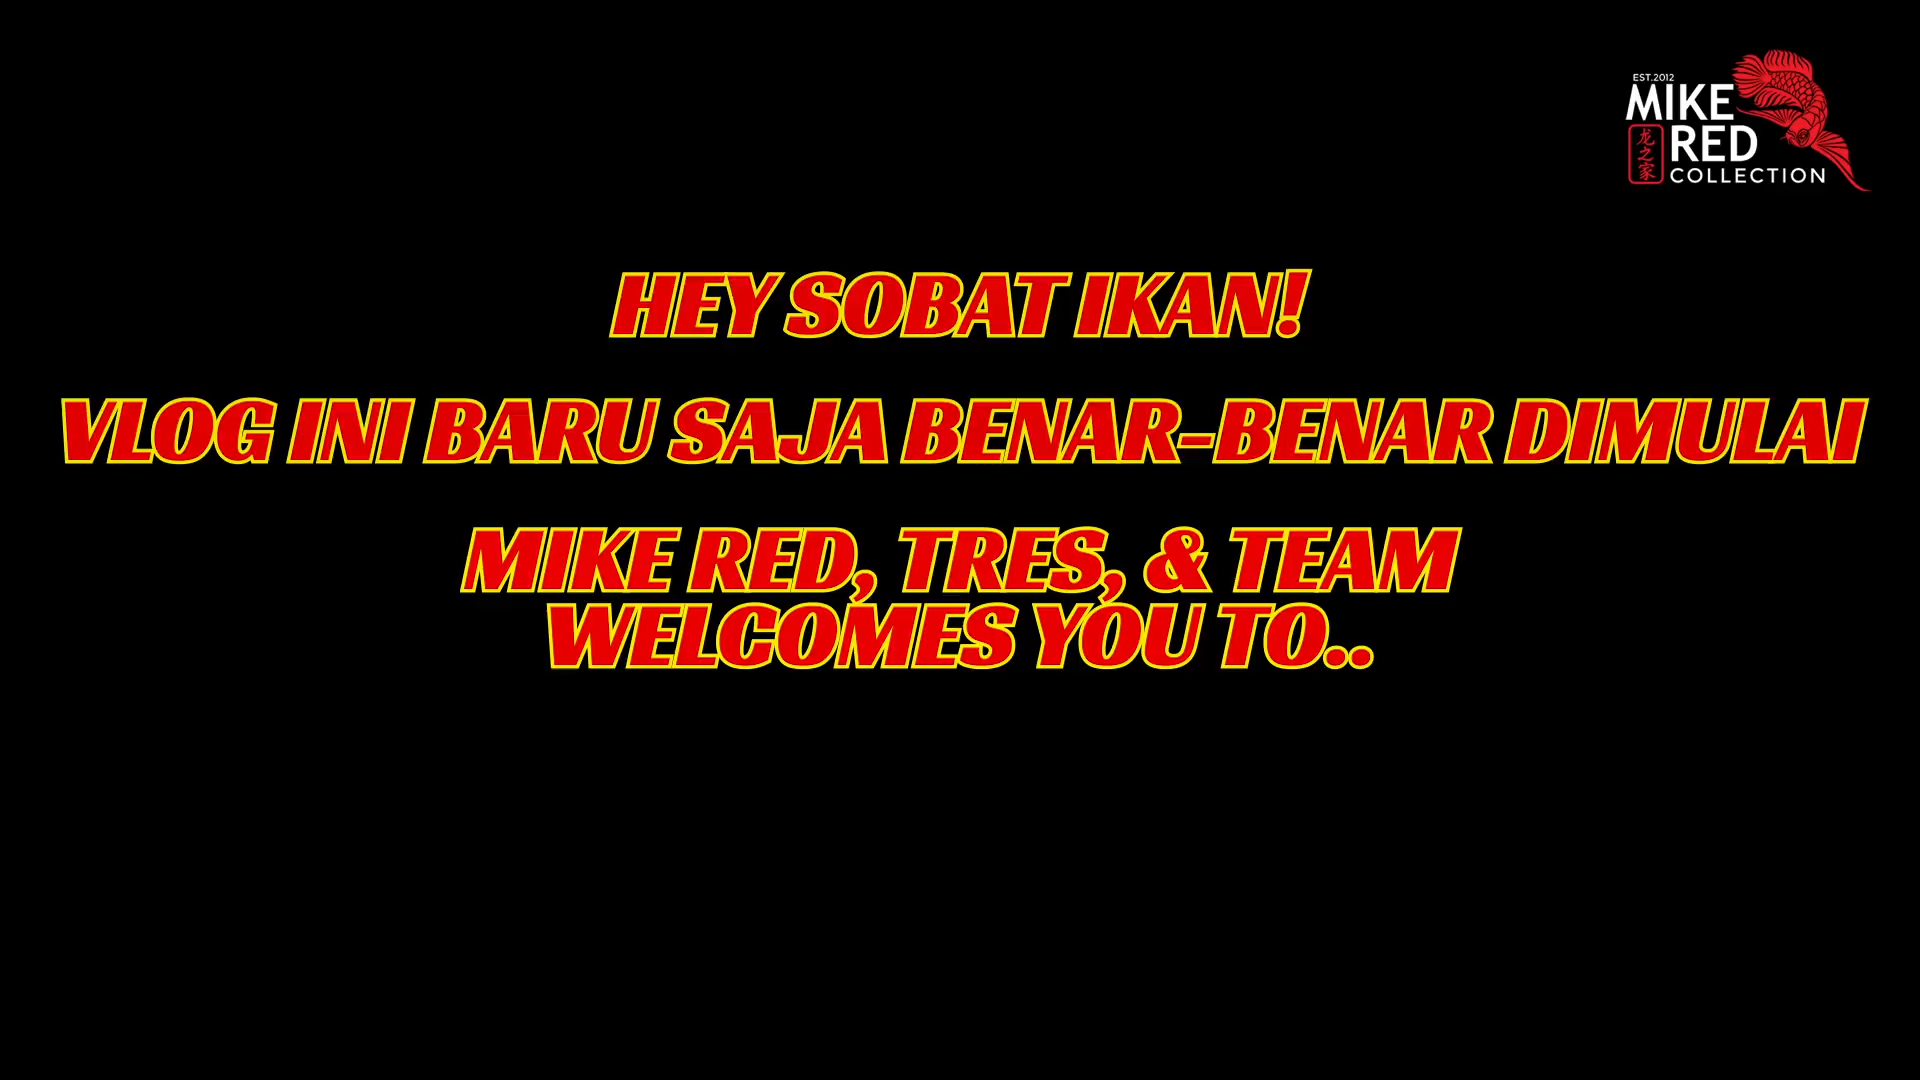 EST.2012
MIKE
RED
龙之家
COLLECTION
HEY SOBAT IKAN!
VLOG INI BARU SAJA BENAR-BENAR DIMULAI
MIKE RED, TRES, & TEAM
WELCOMES YOU TO..